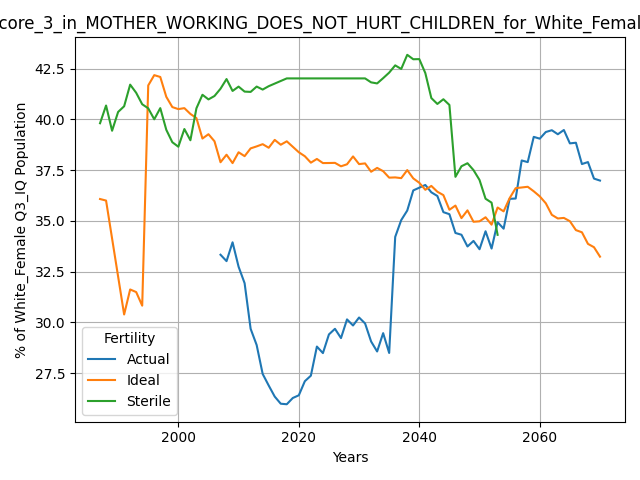 core_3_in_MOTHER_WORKING_DOES_NOT_HURT_CHILDREN_for_White_Femal
% of White_Female Q3_IQ Population
42.5
40.0
37.5
35.0
32.5
30.0
27.5
Fertility
Actual
Ideal
Sterile
2000
2020
2040
2060
Years